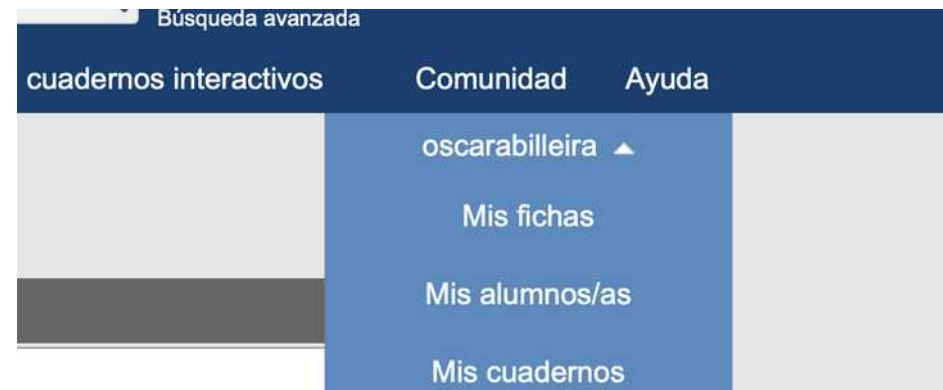 Búsqueda avanzada
cuadernos interactivos Comunidad Ayuda
oscarabilleira
Mis fichas
Mis alumnos/as
Mis cuadernos